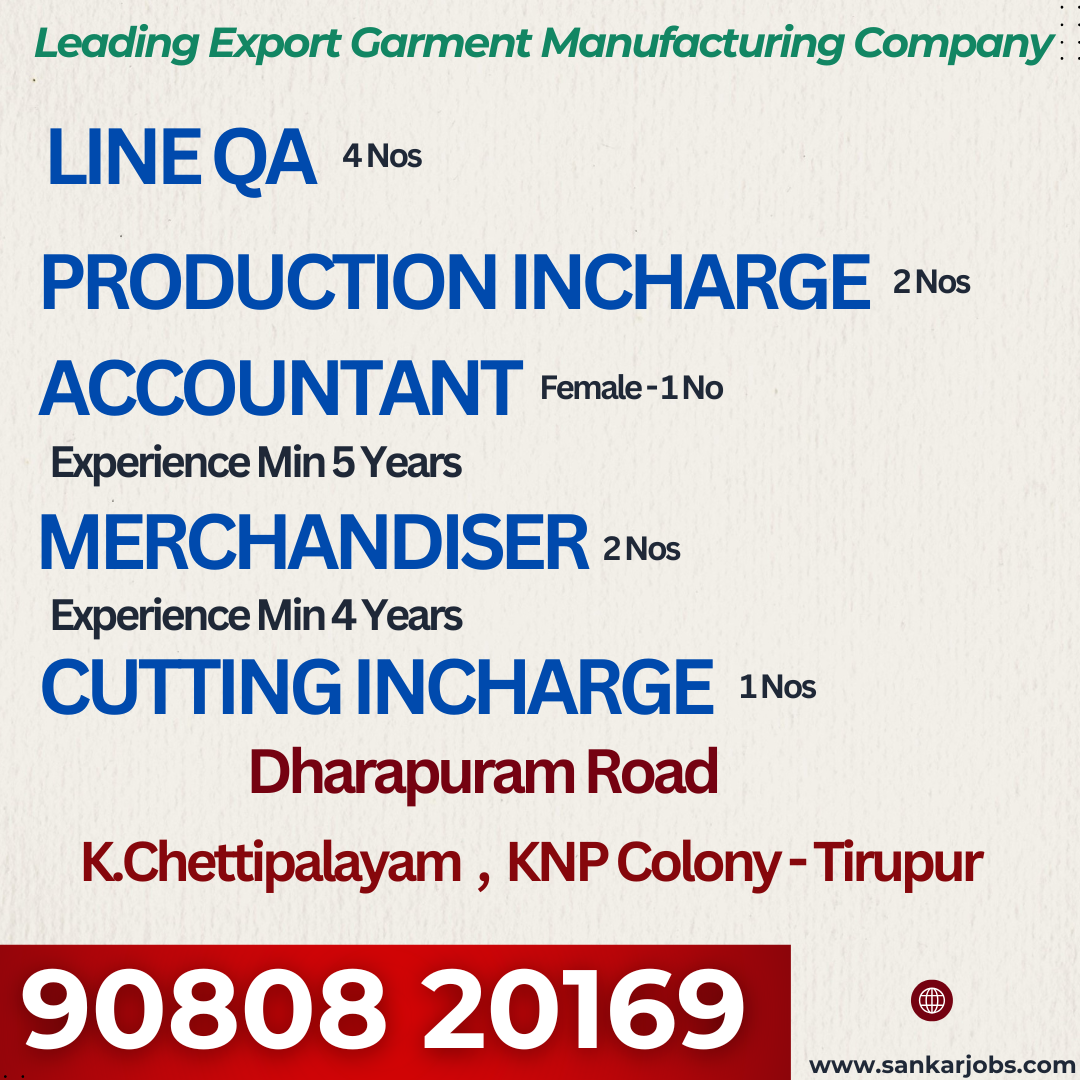 Leading Export Garment Manufacturing Company
LINE QA 4 Nos
PRODUCTION INCHARGE 2 Nos
ACCOUNTANT Female - 1 No
Experience Min 5 Years
MERCHANDISER 2 Nos
Experience Min 4 Years
CUTTING INCHARGE 1 Nos
Dharapuram Road
K.Chettipalayam , KNP Colony - Tirupur
90808 20169
www.sankarjobs.com